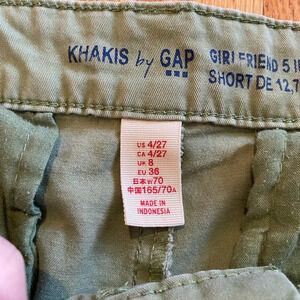 KHAKIS by GAP
GIRLFRIEND 5 I
SHORT DE 12,7
US 4/27
CA 4/27
UK 8
EU 36
日本 W70
中国 165/70A
MADE IN
INDONESIA